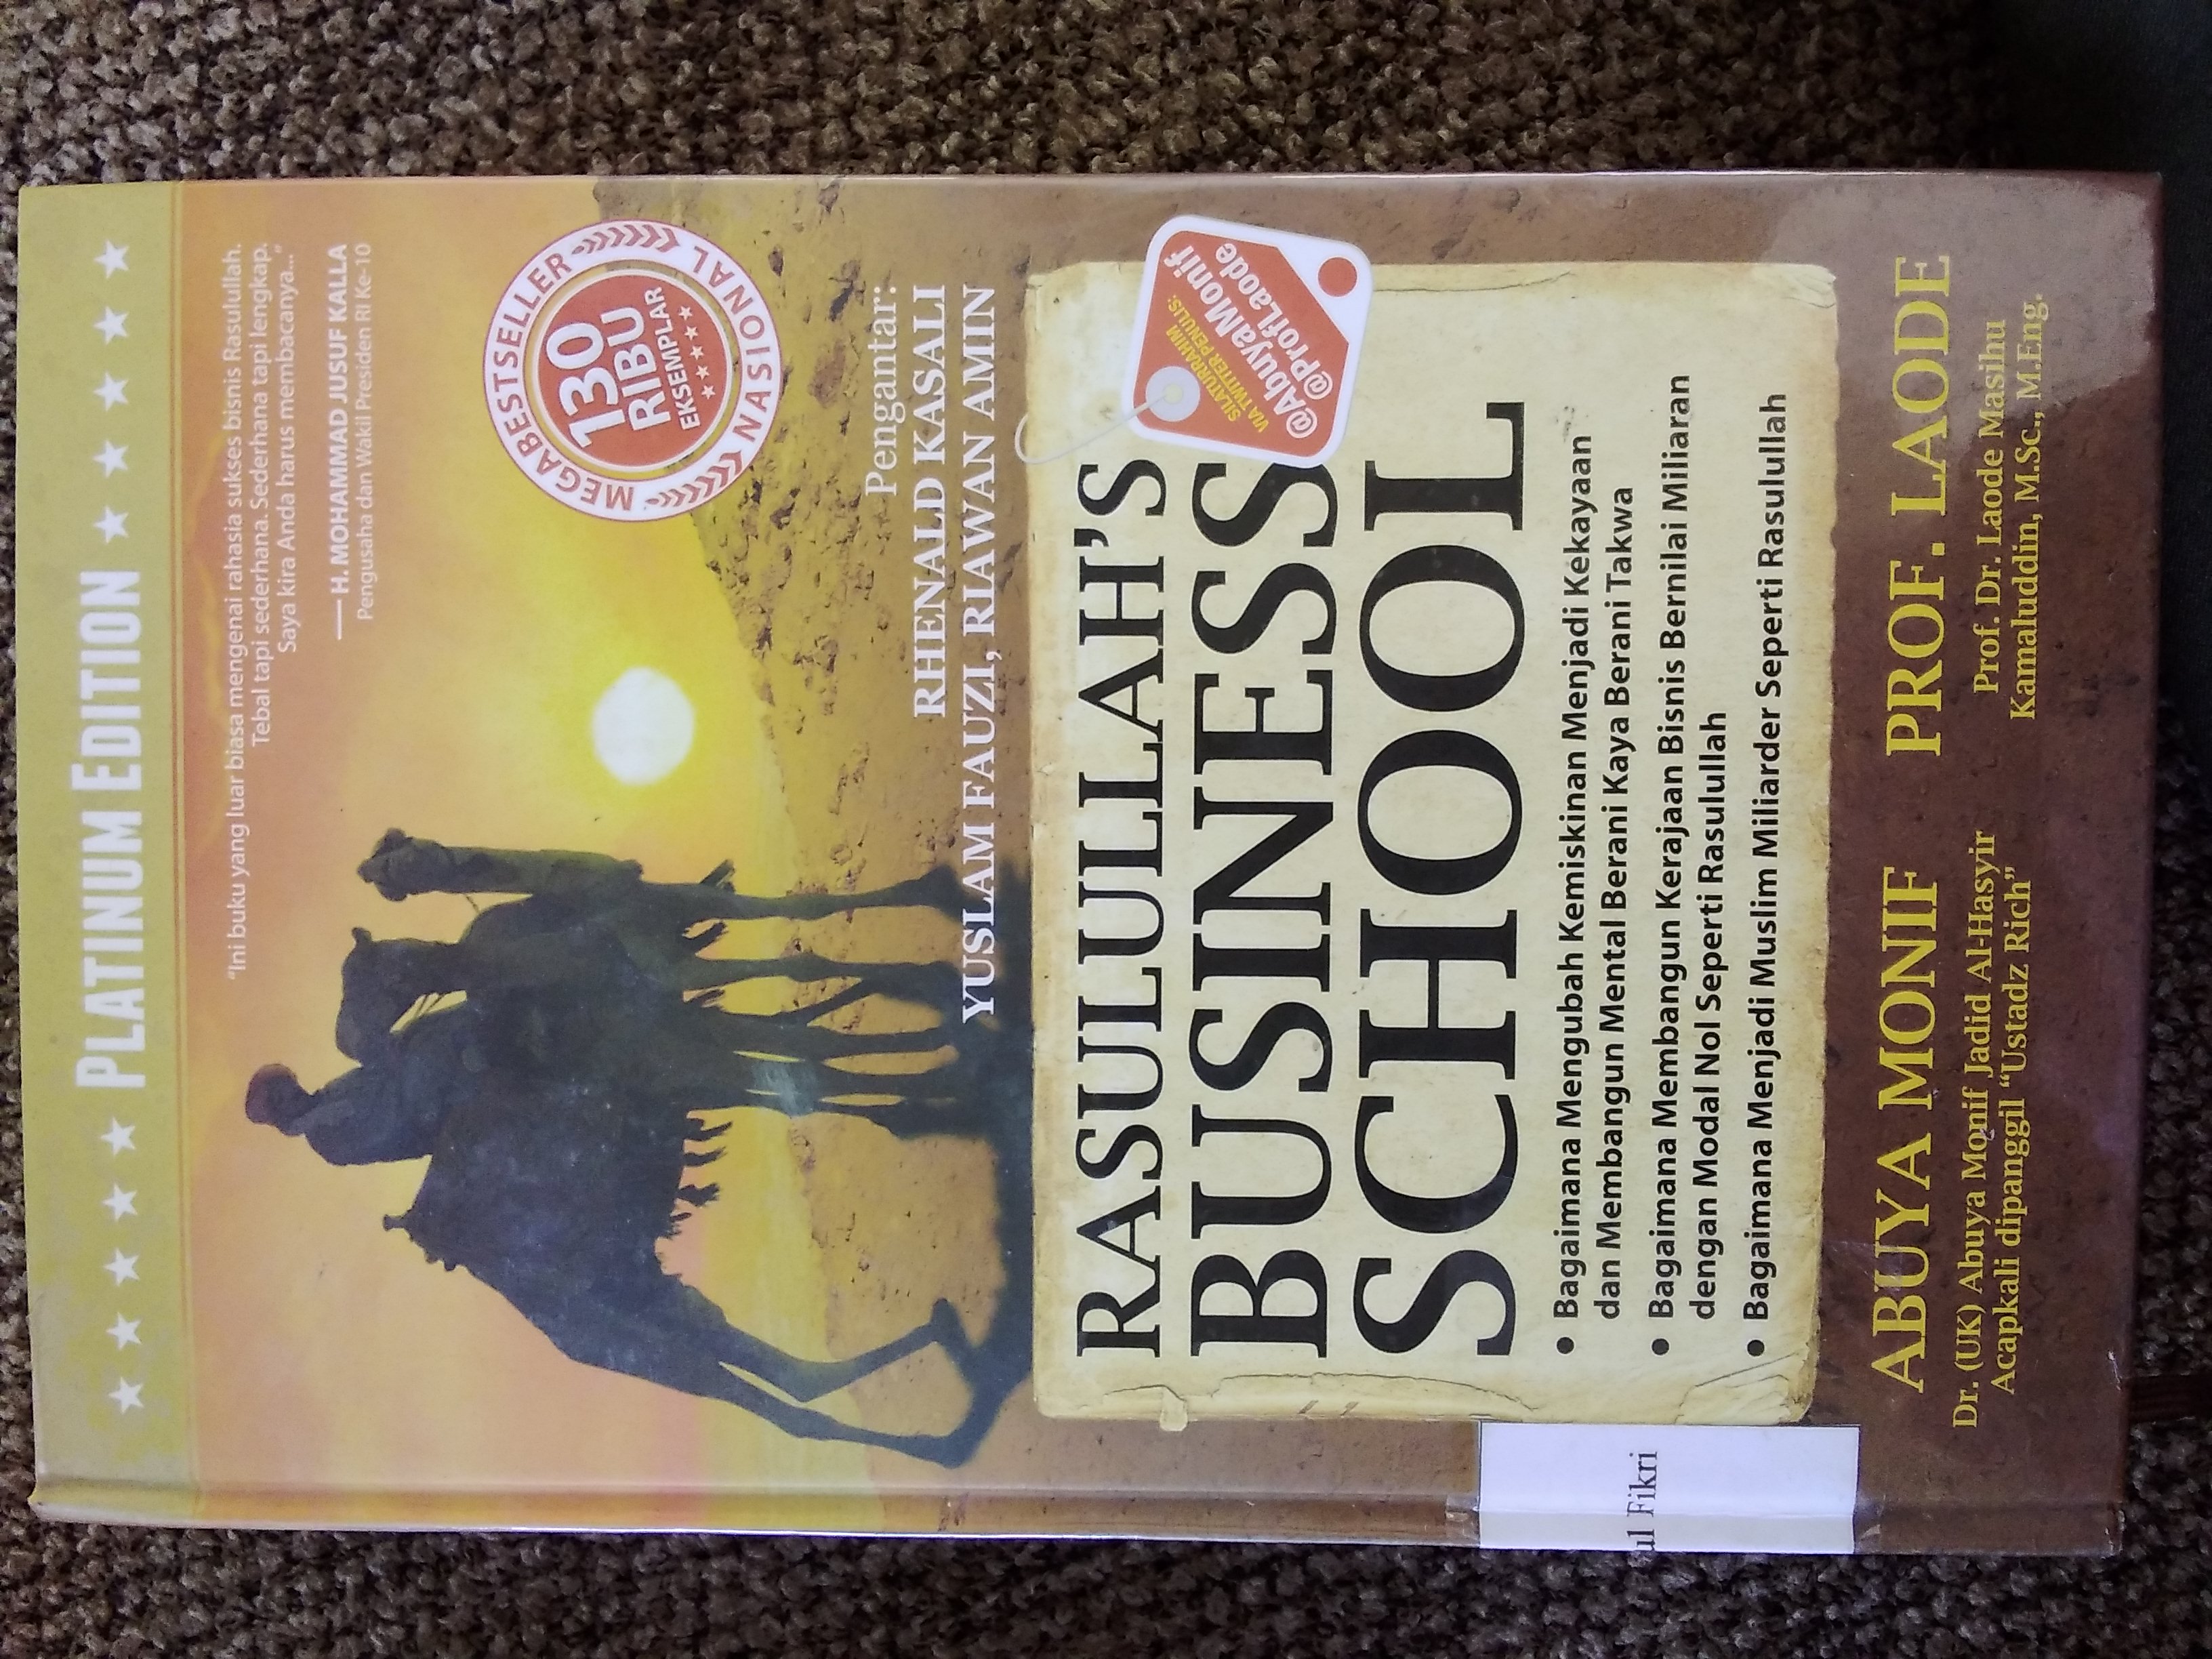 PLATINUM EDITION
"Ini buku yang luar biasa mengenai rahasia sukses bisnis Rasulullah.
Tebal tapi sederhana. Sederhana tapi lengkap.
Saya kira Anda harus membacanya..."
— H. MOHAMMAD JUSUF KALLA
Pengusaha dan Wakil Presiden RI Ke-10
MEGABESTSELLER
130
RIBU
EKSEMPLAR
NASIONAL
Pengantar:
RHENALD KASALI
YUSLAM FAUZI, RIAWAN AMIN
SILATURRAHIM
VIA TWITTER PENULIS:
@AbuyaMonif
@ProfLaode
RASULULLAH'S
BUSINESS
SCHOOL
• Bagaimana Mengubah Kemiskinan Menjadi Kekayaan
dan Membangun Mental Berani Kaya Berani Takwa
• Bagaimana Membangun Kerajaan Bisnis Bernilai Miliaran
dengan Modal Nol Seperti Rasulullah
• Bagaimana Menjadi Muslim Miliarder Seperti Rasulullah
ABUYA MONIF
Dr. (UK) Abuya Monif Jadid Al-Hasyir
Acapkali dipanggil "Ustadz Rich"
PROF. LAODE
Prof. Dr. Laode Masihu
Kamaluddin, M.Sc., M.Eng.
ul Fikri